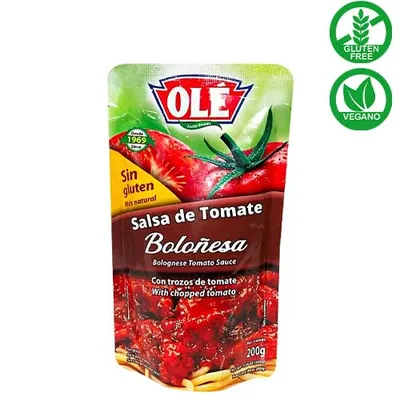 GLUTEN
FREE
VEGANO
OLÉ
Desde
1969
Sin
gluten
Más natural
Salsa de Tomate
Boloñesa
Bolognese Tomato Sauce
Con trozos de tomate
With chopped tomato
200g